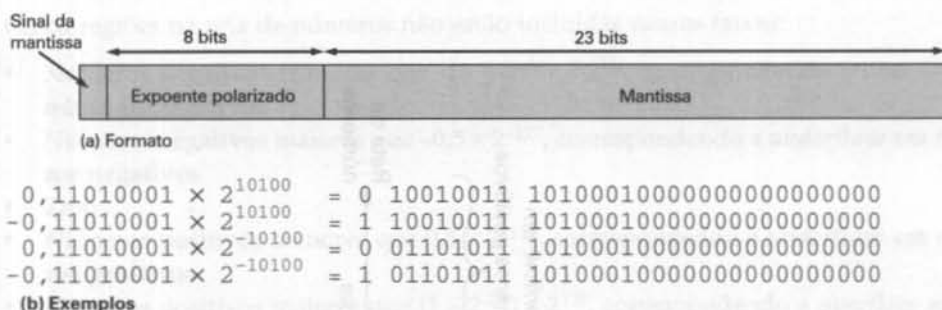 Sinal da
mantissa
8 bits
23 bits
Expoente polarizado
Mantissa
(a) Formato
0,11010001 × 2^10100 = 0 10010011 10100010000000000000000
-0,11010001 × 2^10100 = 1 10010011 10100010000000000000000
0,11010001 × 2^-10100 = 0 01101011 10100010000000000000000
-0,11010001 × 2^-10100 = 1 01101011 10100010000000000000000
(b) Exemplos